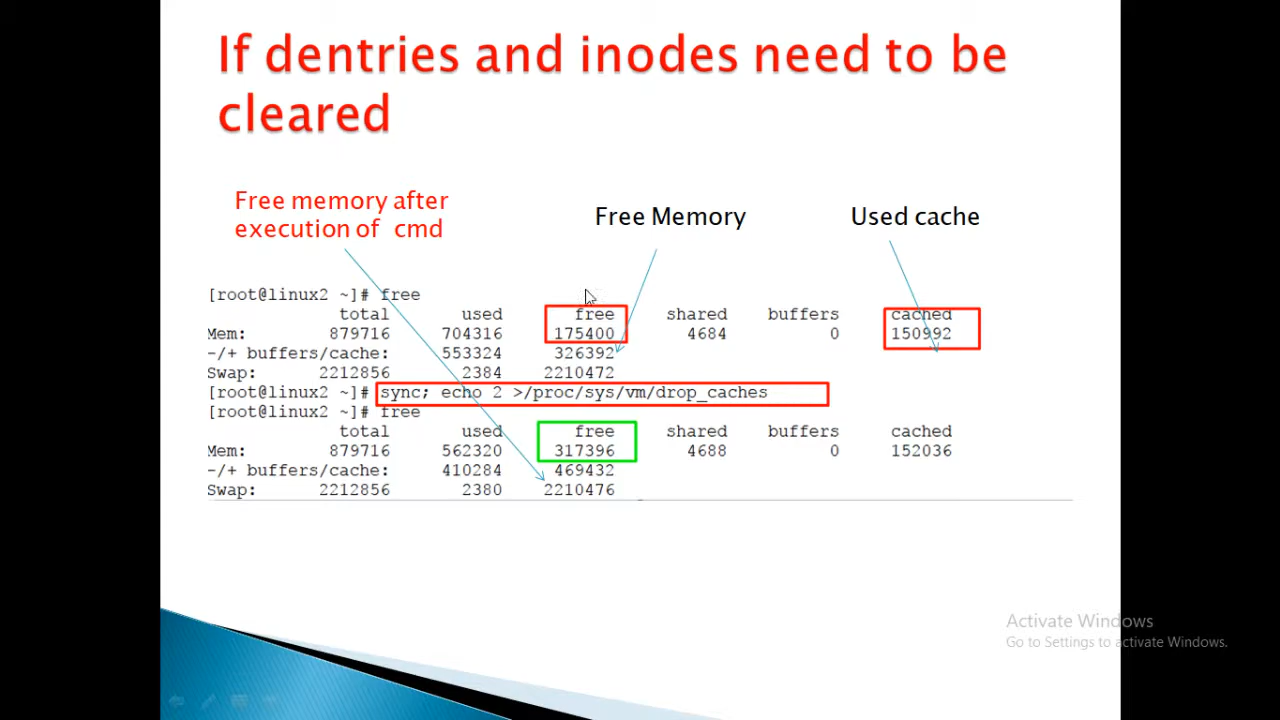 If dentries and inodes need to be
cleared
Free memory after
execution of cmd
Free Memory
Used cache
[root@linux2 ~]# free
total used free shared buffers cached
Mem: 879716 704316 175400 4684 0 150992
-/+ buffers/cache: 553324 326392
Swap: 2212856 2384 2210472
[root@linux2 ~]# sync; echo 2 >/proc/sys/vm/drop_caches
[root@linux2 ~]# free
total used free shared buffers cached
Mem: 879716 562320 317396 4688 0 152036
-/+ buffers/cache: 410284 469432
Swap: 2212856 2380 2210476
Activate Windows
Go to Settings to activate Windows.